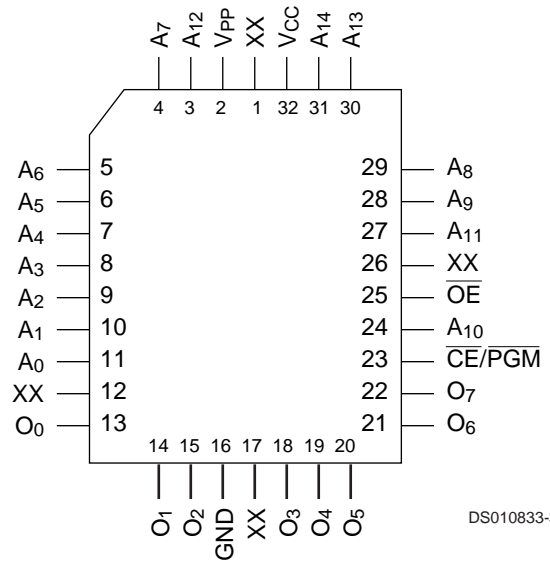 A7 A12 VPP XX VCC A14 A13
4 3 2 1 32 31 30
A6 5 29 A8
A5 6 28 A9
A4 7 27 A11
A3 8 26 XX
A2 9 25 OE
A1 10 24 A10
A0 11 23 CE/PGM
XX 12 22 O7
O0 13 21 O6
14 15 16 17 18 19 20
O1 O2 GND XX O3 O4 O5
DS010833-